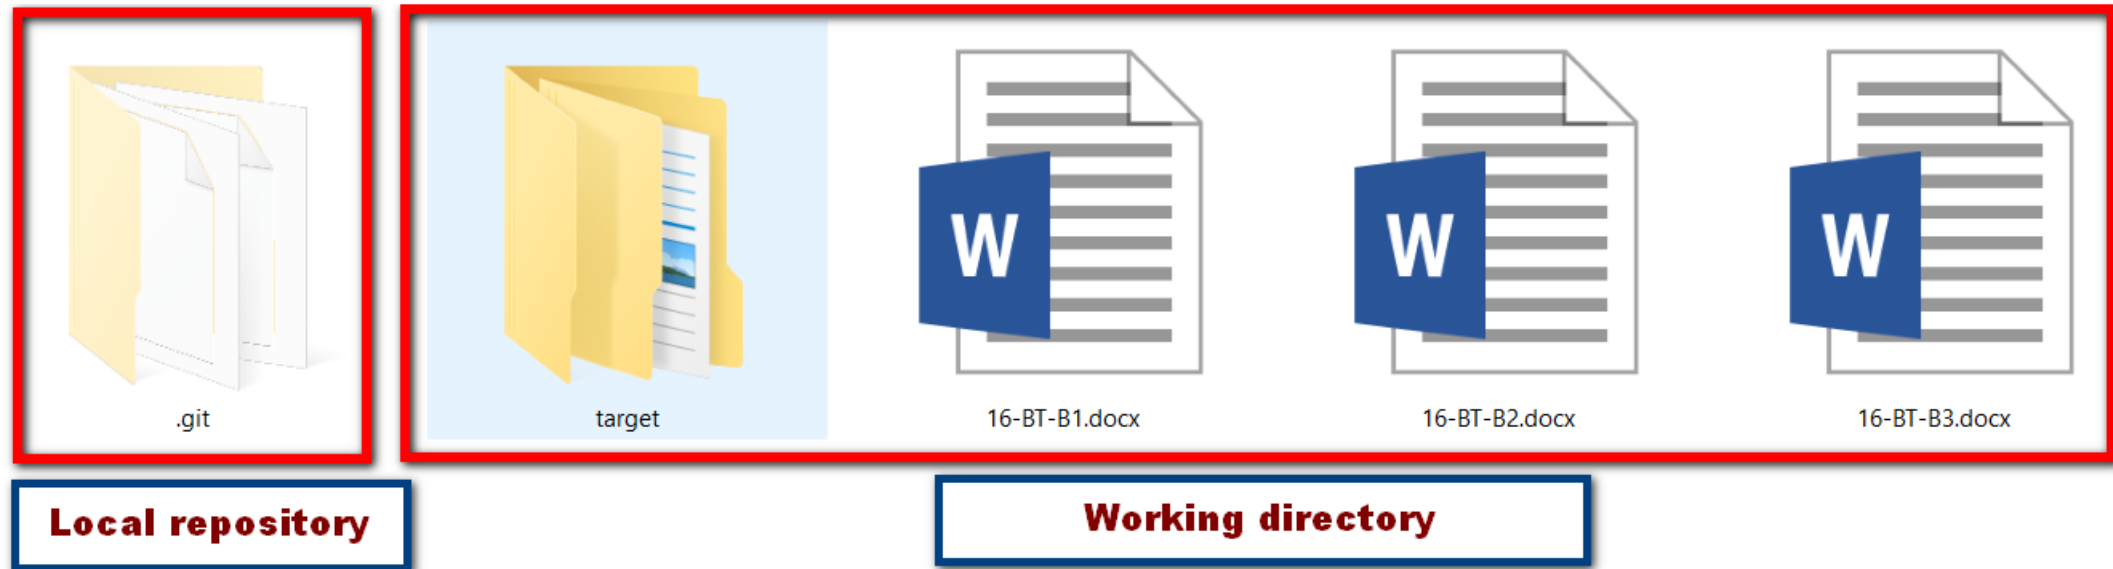 .git
target
W
16-BT-B1.docx
W
16-BT-B2.docx
W
16-BT-B3.docx
Local repository
Working directory